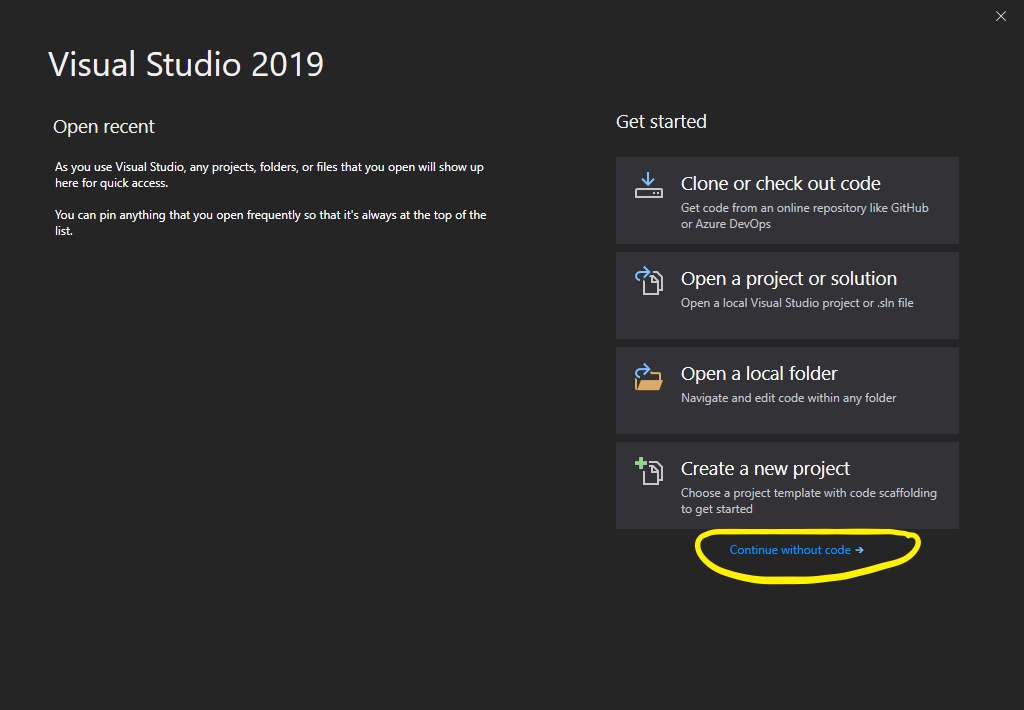 Visual Studio 2019
Open recent
As you use Visual Studio, any projects, folders, or files that you open will show up
here for quick access.
You can pin anything that you open frequently so that it's always at the top of the
list.
Get started
Clone or check out code
Get code from an online repository like GitHub
or Azure DevOps
Open a project or solution
Open a local Visual Studio project or .sln file
Open a local folder
Navigate and edit code within any folder
Create a new project
Choose a project template with code scaffolding
to get started
Continue without code →